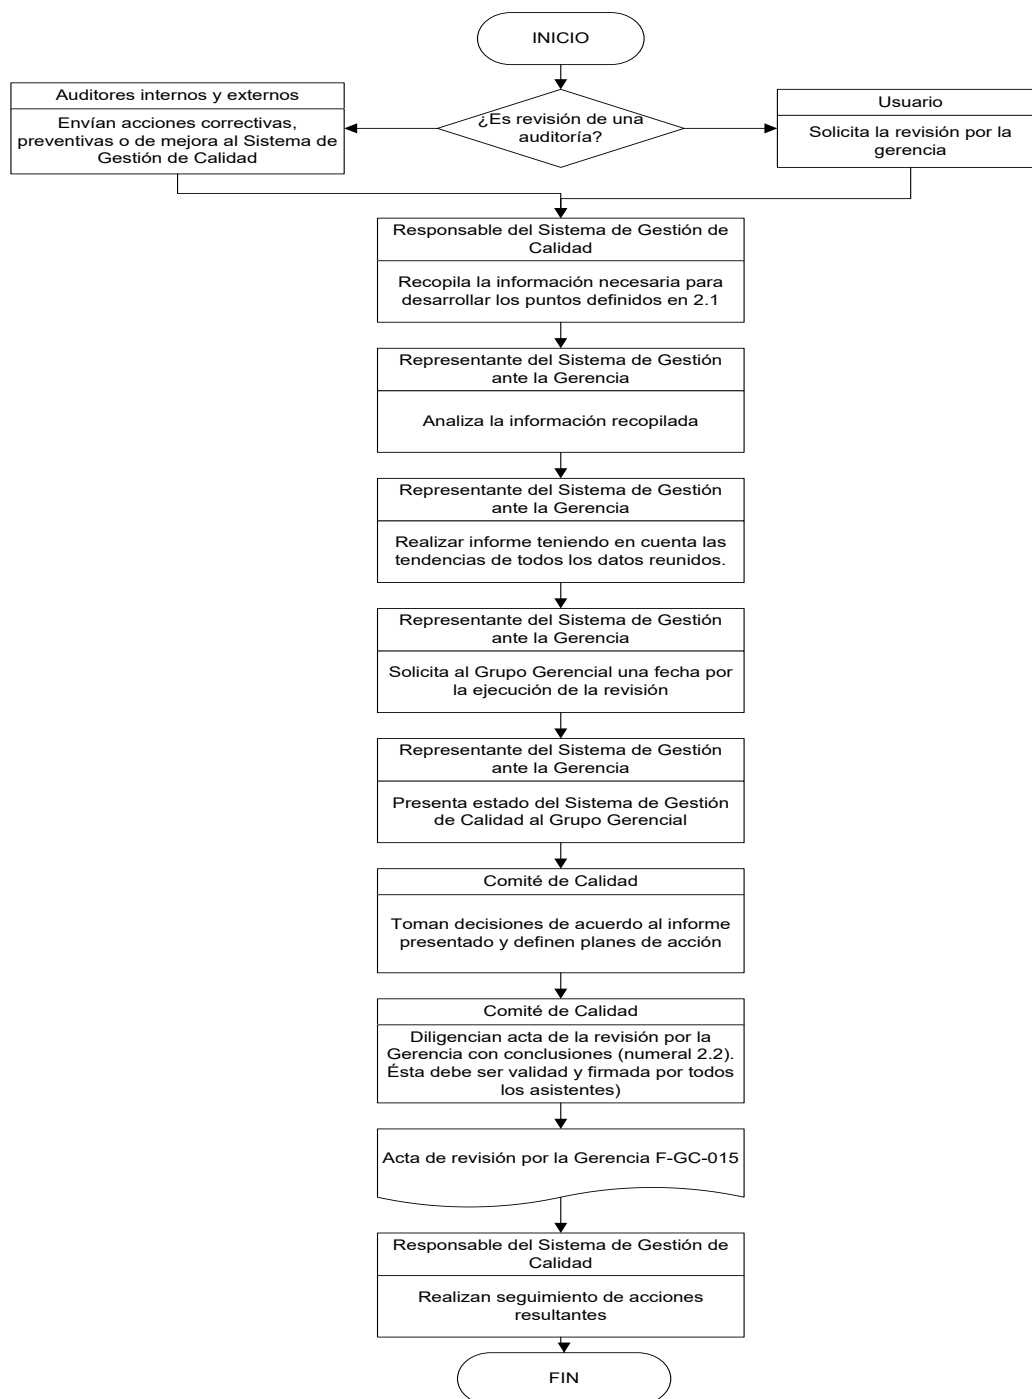 INICIO
¿Es revisión de una
auditoría?
Auditores internos y externos
Envían acciones correctivas,
preventivas o de mejora al Sistema de
Gestión de Calidad
Usuario
Solicita la revisión por la
gerencia
Responsable del Sistema de Gestión de
Calidad
Recopila la información necesaria para
desarrollar los puntos definidos en 2.1
Representante del Sistema de Gestión
ante la Gerencia
Analiza la información recopilada
Representante del Sistema de Gestión
ante la Gerencia
Realizar informe teniendo en cuenta las
tendencias de todos los datos reunidos.
Representante del Sistema de Gestión
ante la Gerencia
Solicita al Grupo Gerencial una fecha por
la ejecución de la revisión
Representante del Sistema de Gestión
ante la Gerencia
Presenta estado del Sistema de Gestión
de Calidad al Grupo Gerencial
Comité de Calidad
Toman decisiones de acuerdo al informe
presentado y definen planes de acción
Comité de Calidad
Diligencian acta de la revisión por la
Gerencia con conclusiones (numeral 2.2).
Ésta debe ser validad y firmada por todos
los asistentes)
Acta de revisión por la Gerencia F-GC-015
Responsable del Sistema de Gestión de
Calidad
Realizan seguimiento de acciones
resultantes
FIN